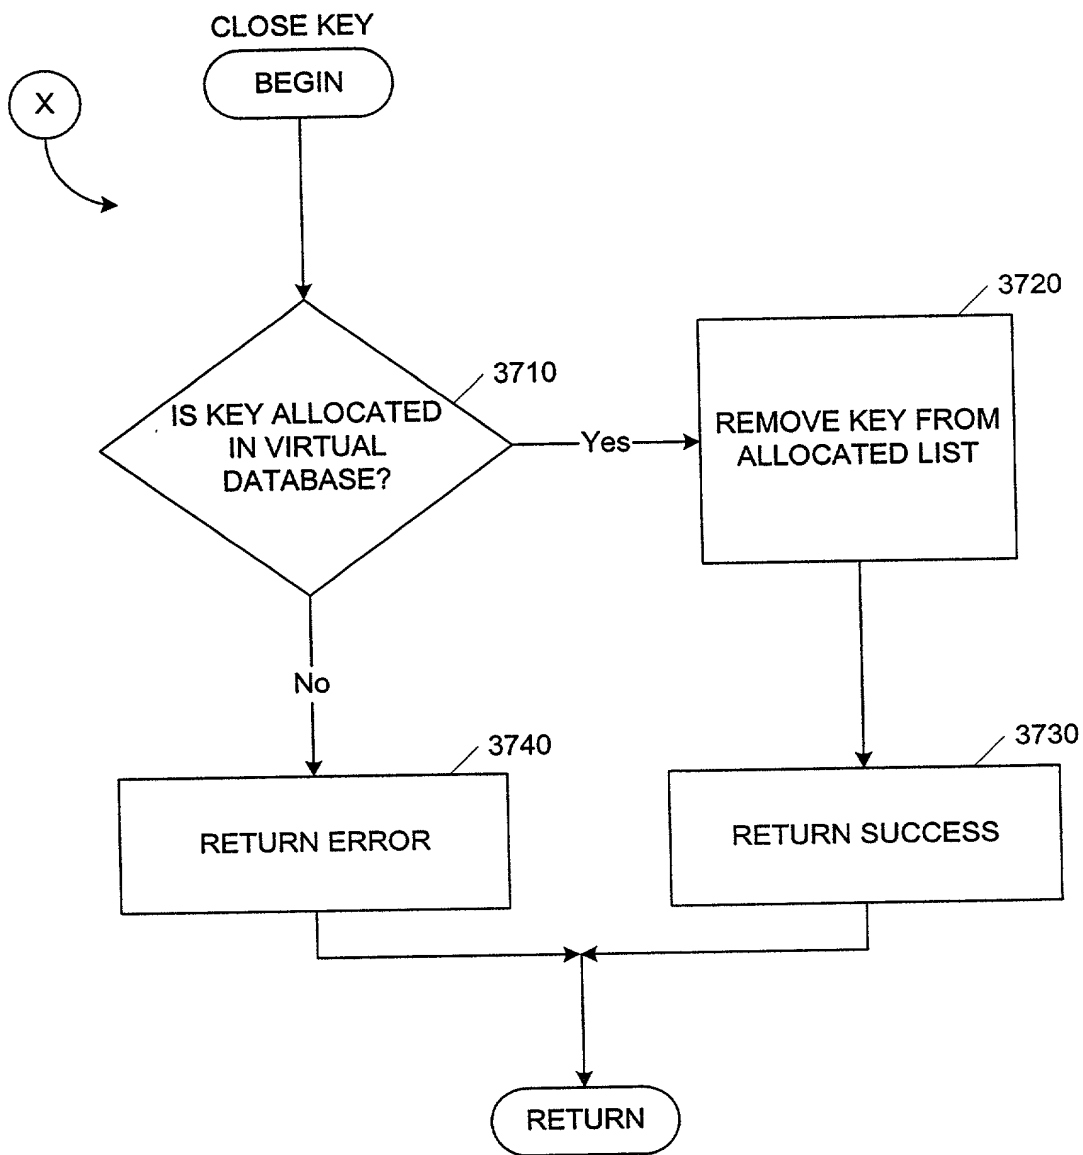 CLOSE KEY
BEGIN
X
3720
3710
IS KEY ALLOCATED
IN VIRTUAL
DATABASE?
Yes
REMOVE KEY FROM
ALLOCATED LIST
No
3740
3730
RETURN ERROR
RETURN SUCCESS
RETURN